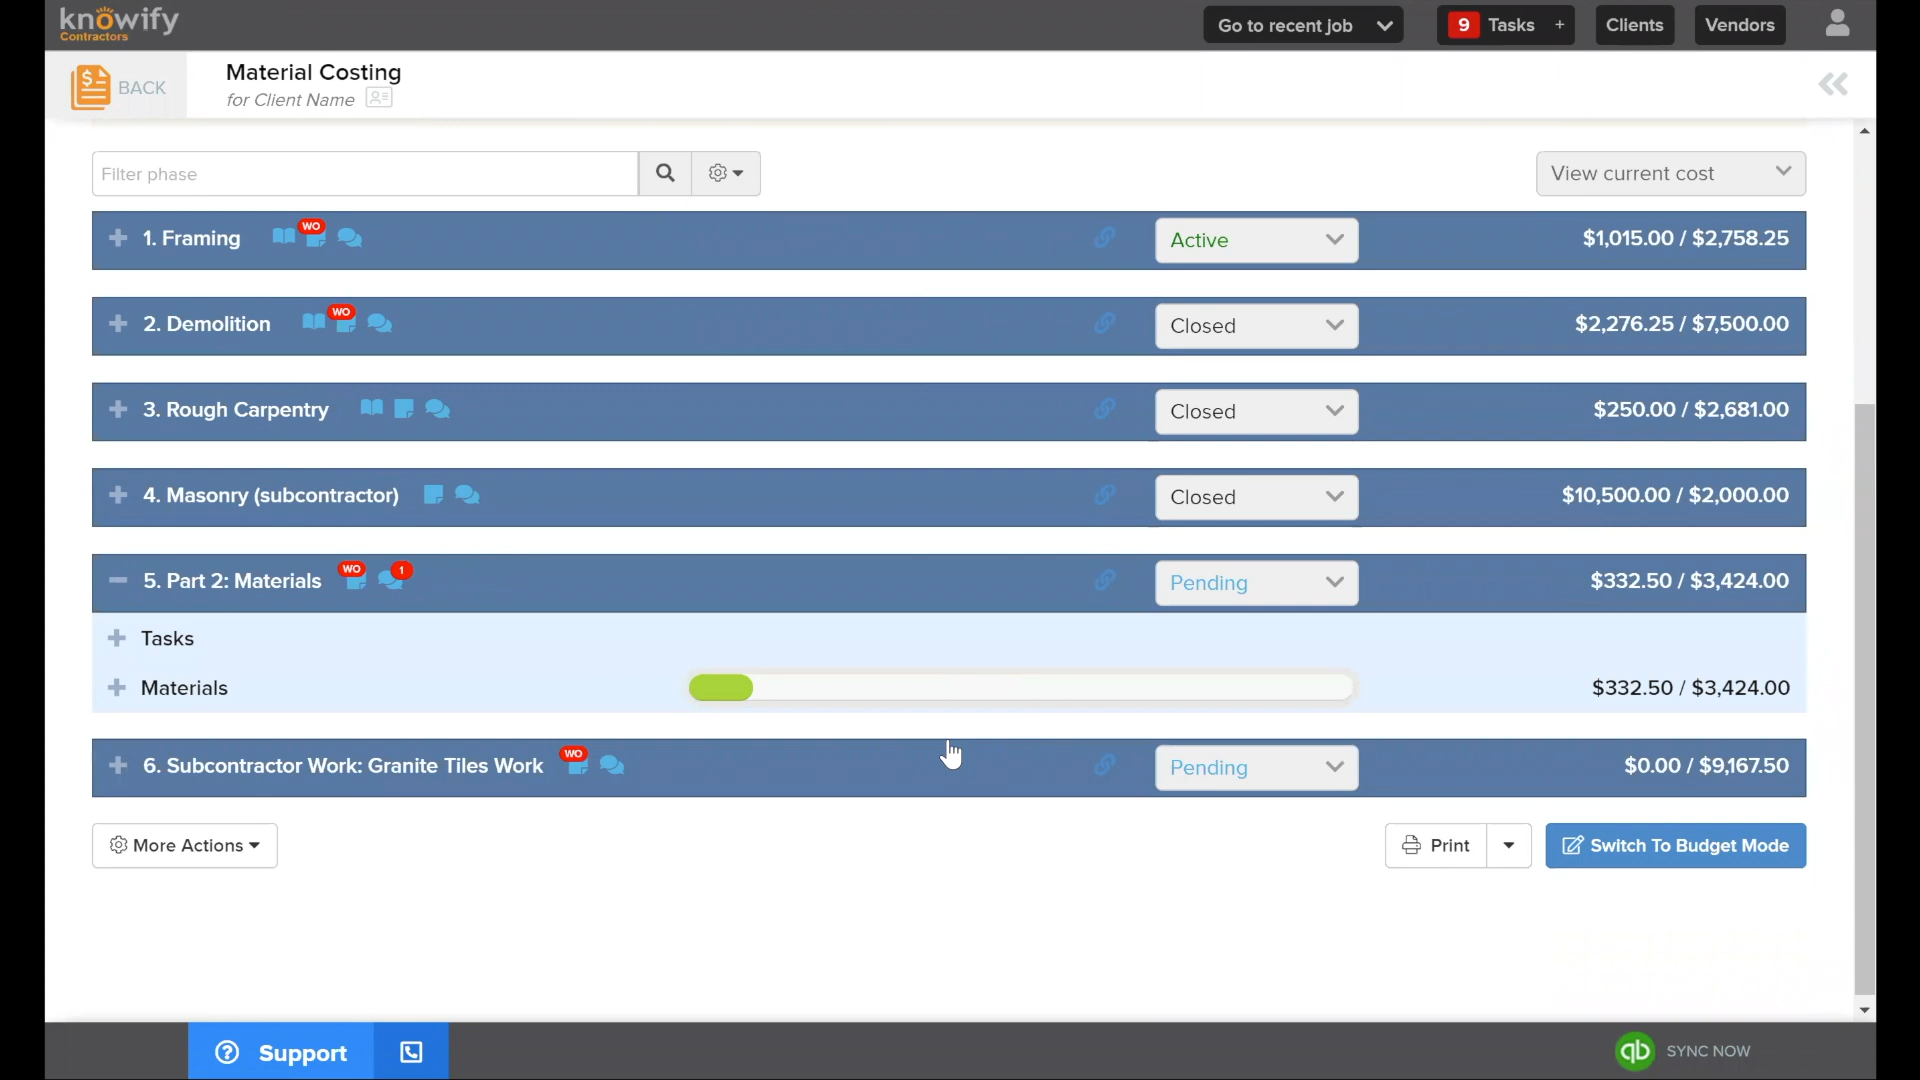 knowify
Contractors
Go to recent job
9 Tasks +
Clients
Vendors
BACK
Material Costing
for Client Name
Filter phase
View current cost
1. Framing WO Active $1,015.00 / $2,758.25
2. Demolition WO Closed $2,276.25 / $7,500.00
3. Rough Carpentry Closed $250.00 / $2,681.00
4. Masonry (subcontractor) Closed $10,500.00 / $2,000.00
5. Part 2: Materials WO 1 Pending $332.50 / $3,424.00
Tasks
Materials $332.50 / $3,424.00
6. Subcontractor Work: Granite Tiles Work WO Pending $0.00 / $9,167.50
More Actions
Print
Switch To Budget Mode
? Support
qb SYNC NOW